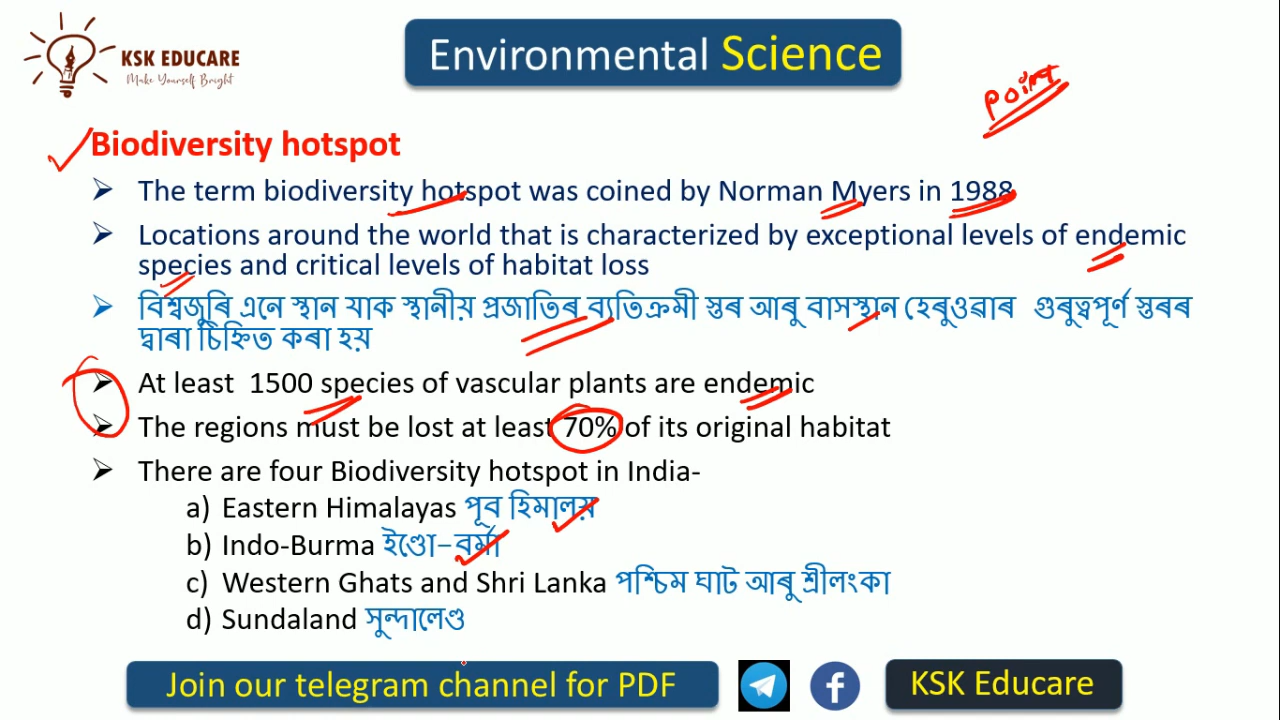 KSK EDUCARE
Make Yourself Bright
Environmental Science
Point
Biodiversity hotspot
The term biodiversity hotspot was coined by Norman Myers in 1988
Locations around the world that is characterized by exceptional levels of endemic
species and critical levels of habitat loss
বিশ্বজুৰি এনে স্থান যাক স্থানীয় প্ৰজাতিৰ ব্যতিক্ৰমী স্তৰ আৰু বাসস্থান হেৰুওৱাৰ গুৰুত্বপূৰ্ণ স্তৰৰ
দ্বাৰা চিহ্নিত কৰা হয়
At least 1500 species of vascular plants are endemic
The regions must be lost at least 70% of its original habitat
There are four Biodiversity hotspot in India-
a) Eastern Himalayas পূব হিমালয়
b) Indo-Burma ইণ্ডো-বৰ্মা
c) Western Ghats and Shri Lanka পশ্চিম ঘাট আৰু শ্ৰীলংকা
d) Sundaland সুন্দালেণ্ড
Join our telegram channel for PDF
KSK Educare